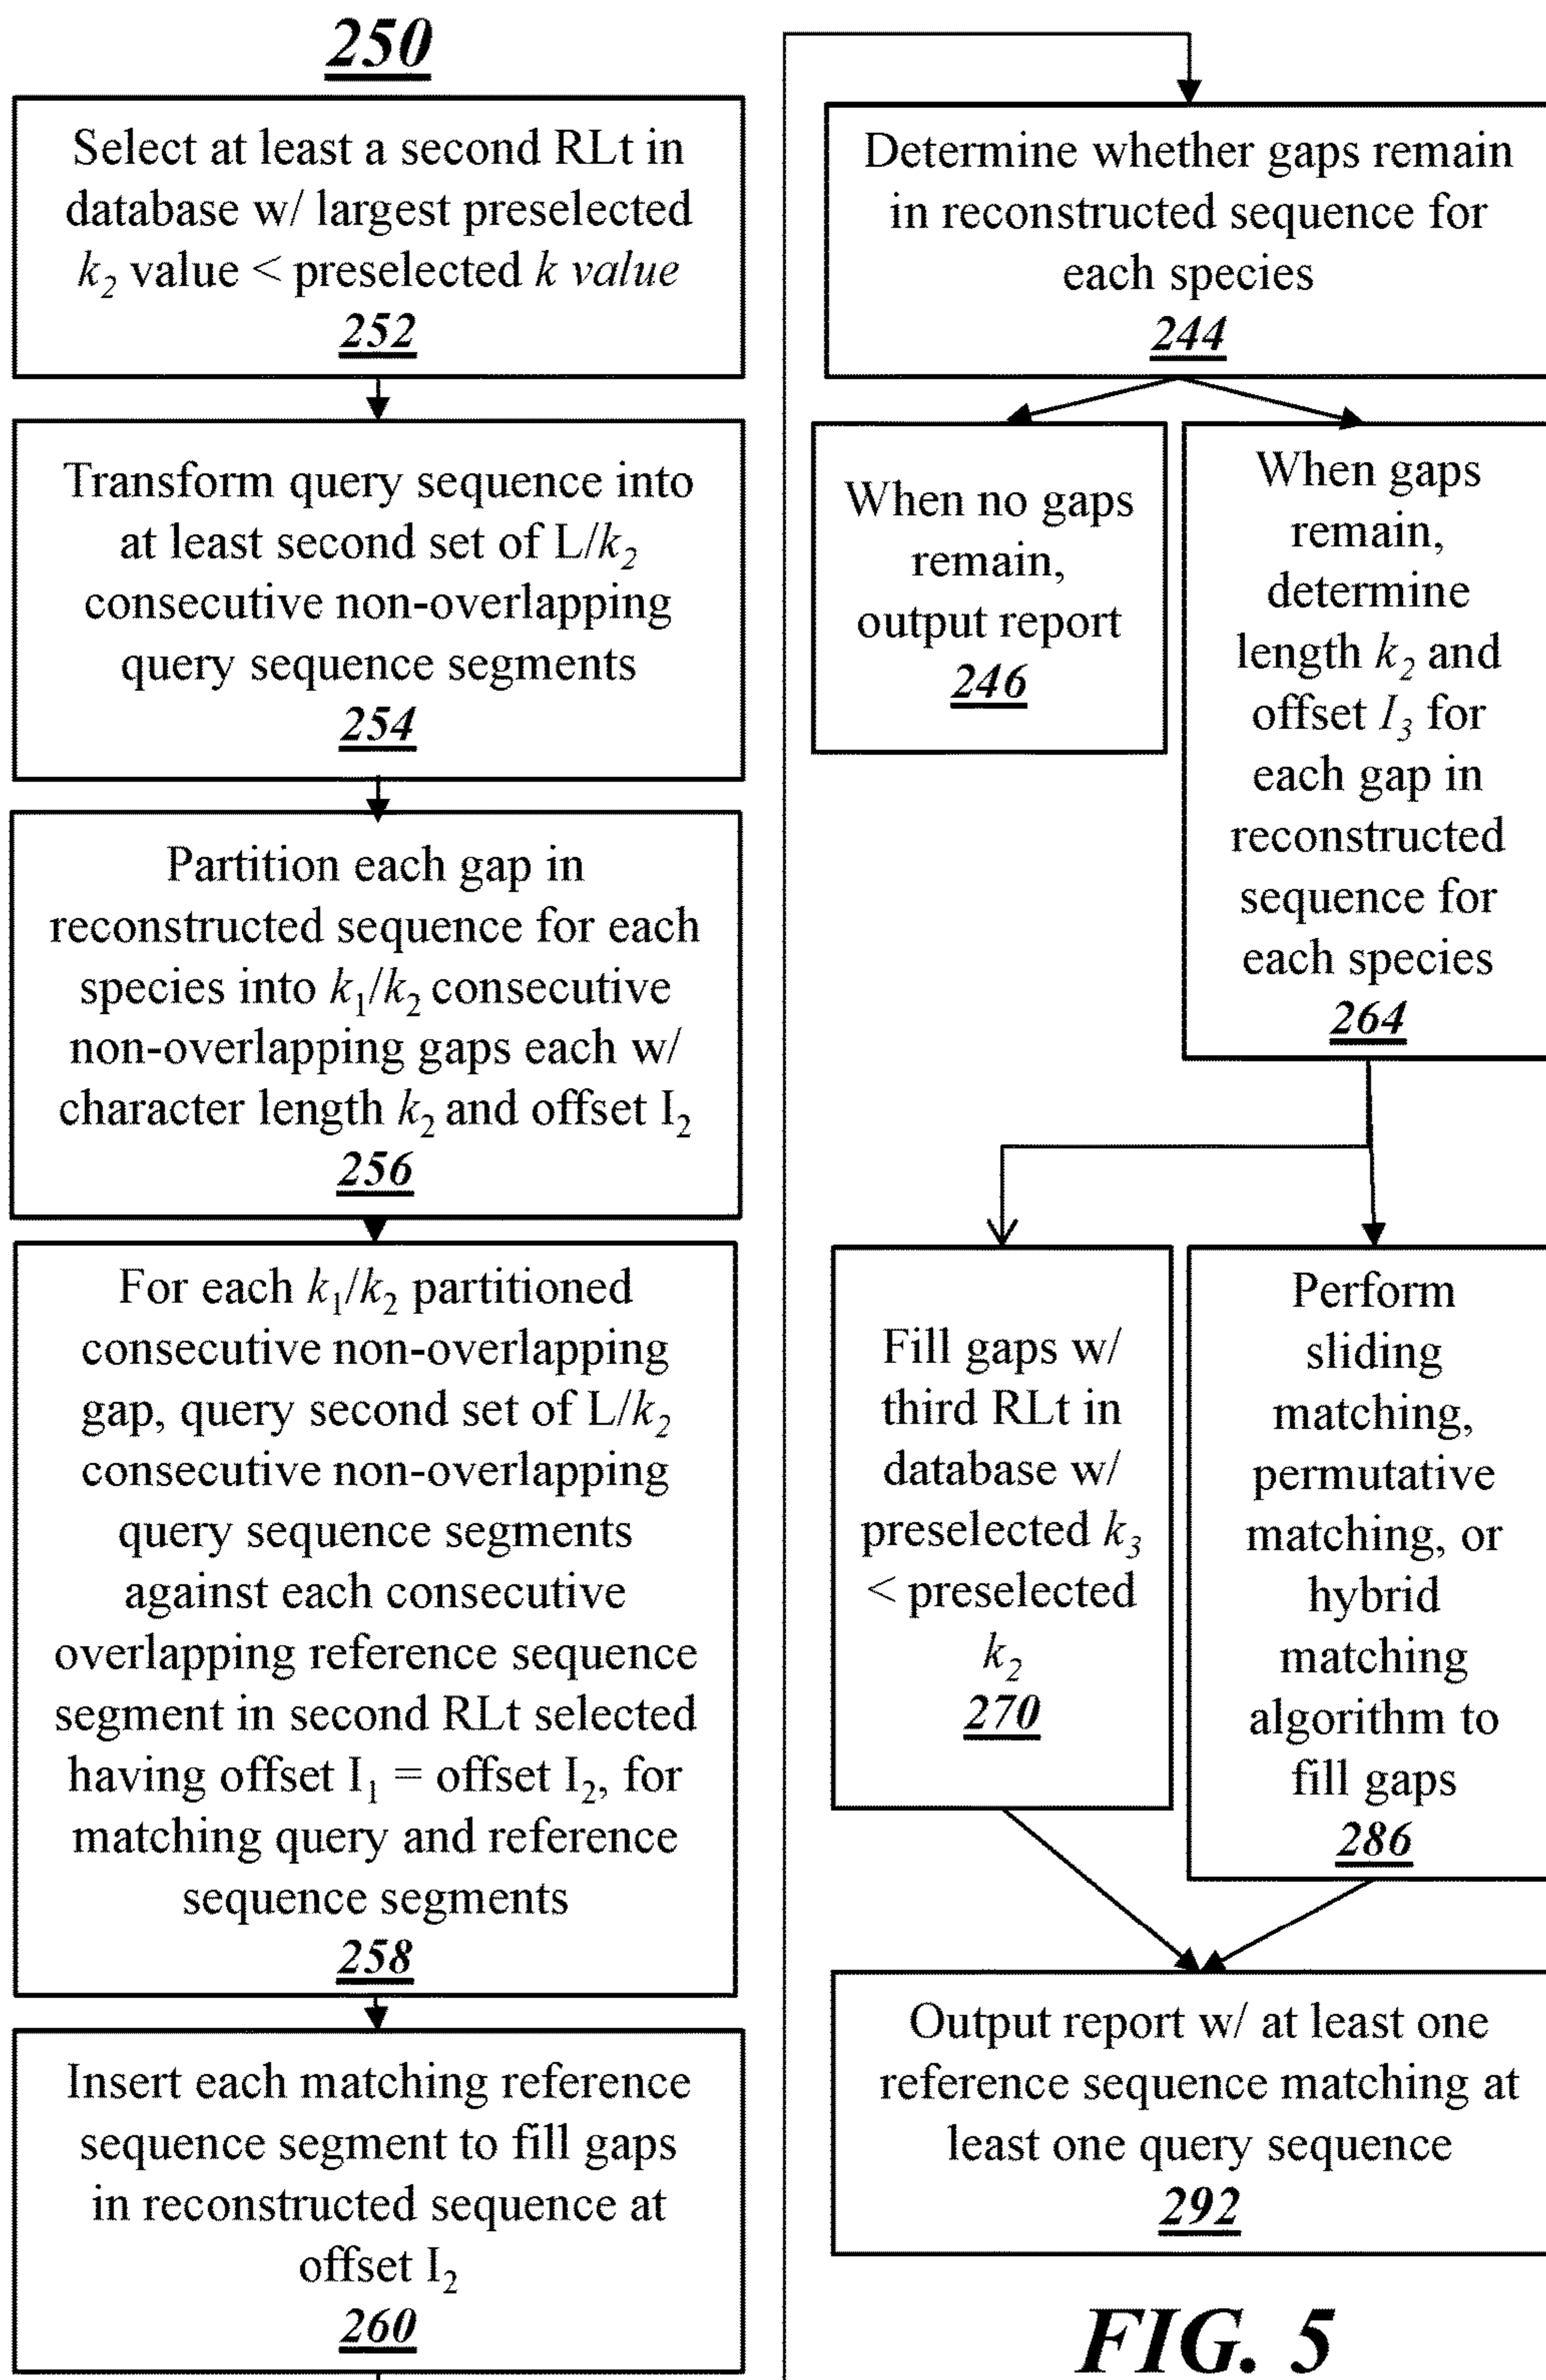 250
Select at least a second RLt in
database w/ largest preselected
k₂ value < preselected k value
252
Transform query sequence into
at least second set of L/k₂
consecutive non-overlapping
query sequence segments
254
Partition each gap in
reconstructed sequence for each
species into k₁/k₂ consecutive
non-overlapping gaps each w/
character length k₂ and offset I₂
256
For each k₁/k₂ partitioned
consecutive non-overlapping
gap, query second set of L/k₂
consecutive non-overlapping
query sequence segments
against each consecutive
overlapping reference sequence
segment in second RLt selected
having offset I₁ = offset I₂, for
matching query and reference
sequence segments
258
Insert each matching reference
sequence segment to fill gaps
in reconstructed sequence at
offset I₂
260
Determine whether gaps remain
in reconstructed sequence for
each species
244
When no gaps
remain,
output report
246
When gaps
remain,
determine
length k₂ and
offset I₃ for
each gap in
reconstructed
sequence for
each species
264
Fill gaps w/
third RLt in
database w/
preselected k₃
< preselected
k₂
270
Perform
sliding
matching,
permutative
matching, or
hybrid
matching
algorithm to
fill gaps
286
Output report w/ at least one
reference sequence matching at
least one query sequence
292
FIG. 5